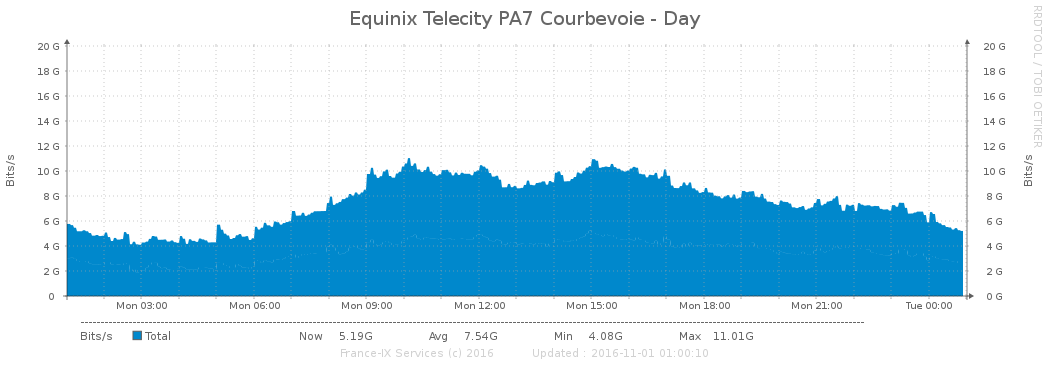 Equinix Telecity PA7 Courbevoie - Day
RRDTOOL / TOBI OETIKER
Bits/s
20 G 20 G
18 G 18 G
16 G 16 G
14 G 14 G
12 G 12 G
10 G 10 G
8 G 8 G
6 G 6 G
4 G 4 G
2 G 2 G
0 0 G
Bits/s
Mon 03:00 Mon 06:00 Mon 09:00 Mon 12:00 Mon 15:00 Mon 18:00 Mon 21:00 Tue 00:00
Bits/s Total Now 5.19G Avg 7.54G Min 4.08G Max 11.01G
France-IX Services (c) 2016 Updated : 2016-11-01 01:00:10